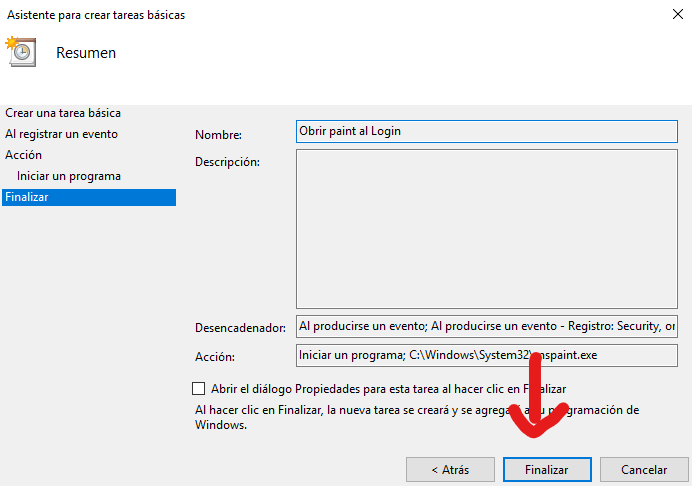 Asistente para crear tareas básicas
Resumen
Crear una tarea básica
Al registrar un evento
Acción
Iniciar un programa
Finalizar
Nombre:
Obrir paint al Login
Descripción:
Desencadenador:
Al producirse un evento; Al producirse un evento - Registro: Security, or
Acción:
Iniciar un programa; C:\Windows\System32\mspaint.exe
Abrir el diálogo Propiedades para esta tarea al hacer clic en Finalizar
Al hacer clic en Finalizar, la nueva tarea se creará y se agregará a su programación de
Windows.
< Atrás
Finalizar
Cancelar